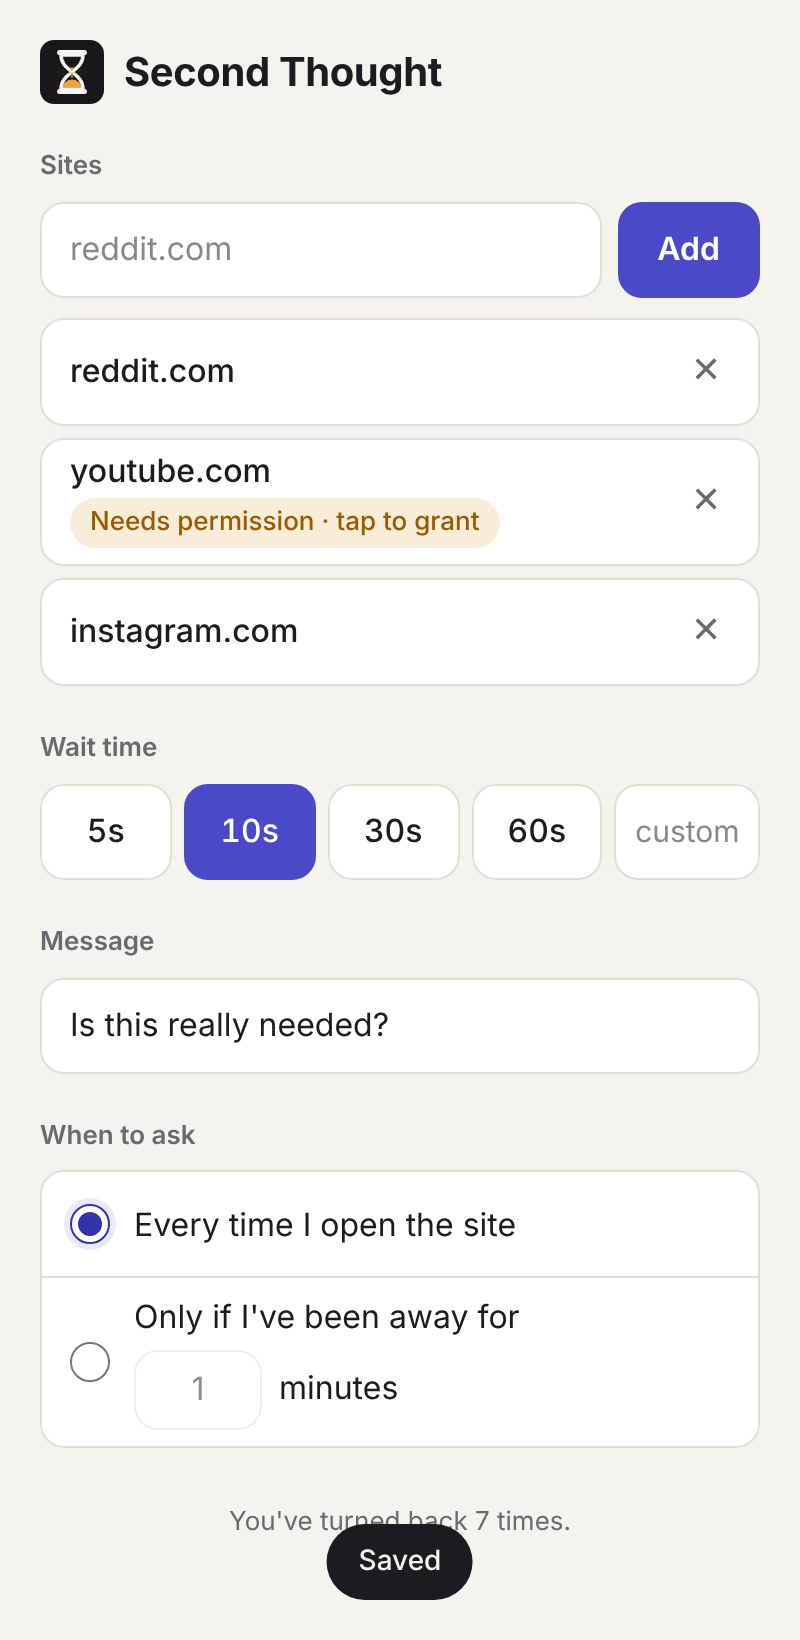 Second Thought
Sites
reddit.com
Add
reddit.com
youtube.com
Needs permission · tap to grant
instagram.com
Wait time
5s
10s
30s
60s
custom
Message
Is this really needed?
When to ask
Every time I open the site
Only if I've been away for
1 minutes
You've turned back 7 times.
Saved